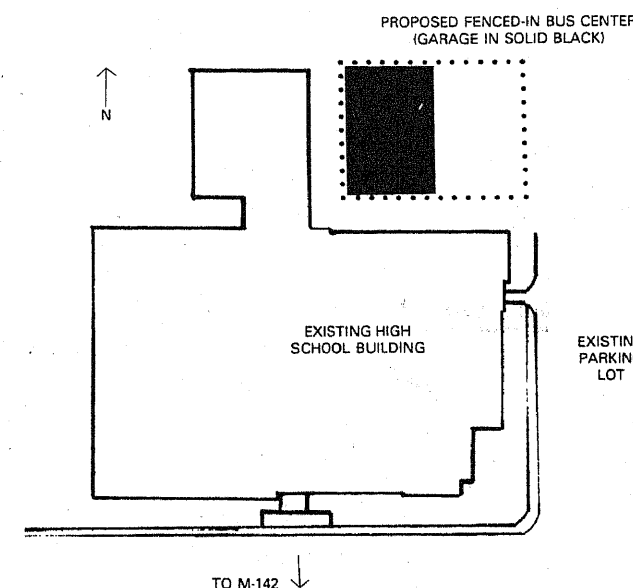 PROPOSED FENCED-IN BUS CENTER
(GARAGE IN SOLID BLACK)
N
EXISTING HIGH
SCHOOL BUILDING
EXISTIN
PARKIN
LOT
TO M-142